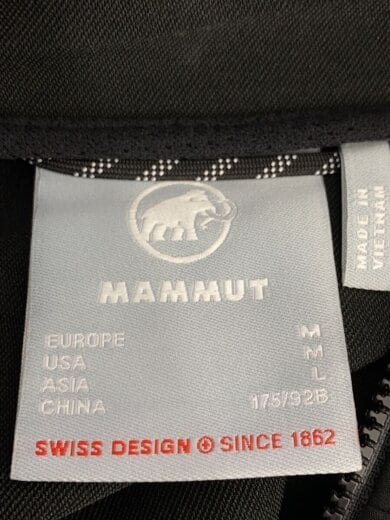 MAMMUT
EUROPE M
USA M
ASIA L
CHINA 175/92B
SWISS DESIGN SINCE 1862
MADE IN
VIETNAM